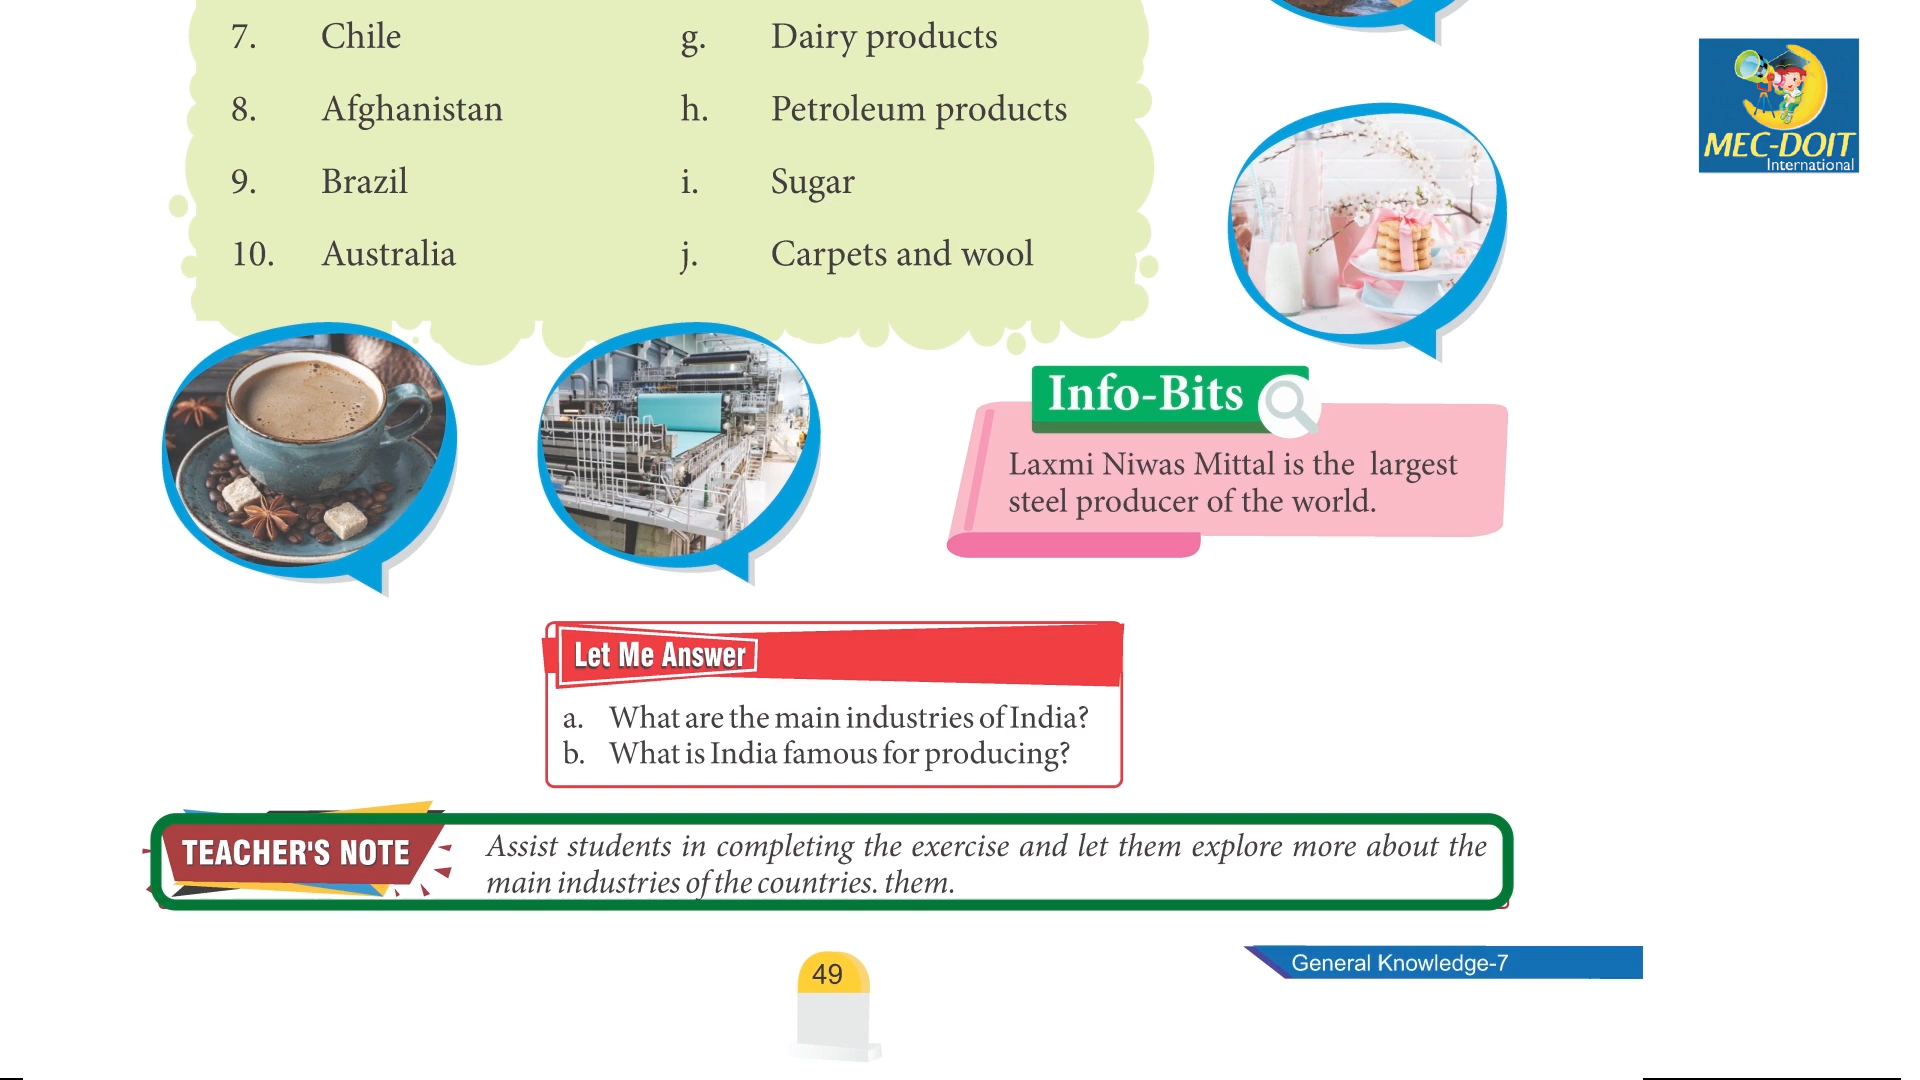 7. Chile g. Dairy products
8. Afghanistan h. Petroleum products
9. Brazil i. Sugar
10. Australia j. Carpets and wool
MEC-DOIT
International
Info-Bits
Laxmi Niwas Mittal is the largest
steel producer of the world.
Let Me Answer
a. What are the main industries of India?
b. What is India famous for producing?
TEACHER'S NOTE
Assist students in completing the exercise and let them explore more about the
main industries of the countries. them.
49
General Knowledge-7